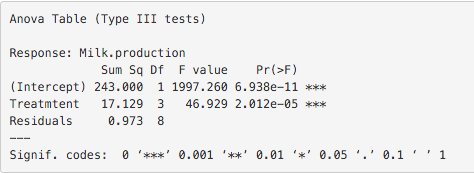 Anova Table (Type III tests)
Response: Milk.production
Sum Sq Df F value Pr(>F)
(Intercept) 243.000 1 1997.260 6.938e-11 ***
Treatmtent 17.129 3 46.929 2.012e-05 ***
Residuals 0.973 8
---
Signif. codes: 0 ‘***’ 0.001 ‘**’ 0.01 ‘*’ 0.05 ‘.’ 0.1 ‘ ’ 1